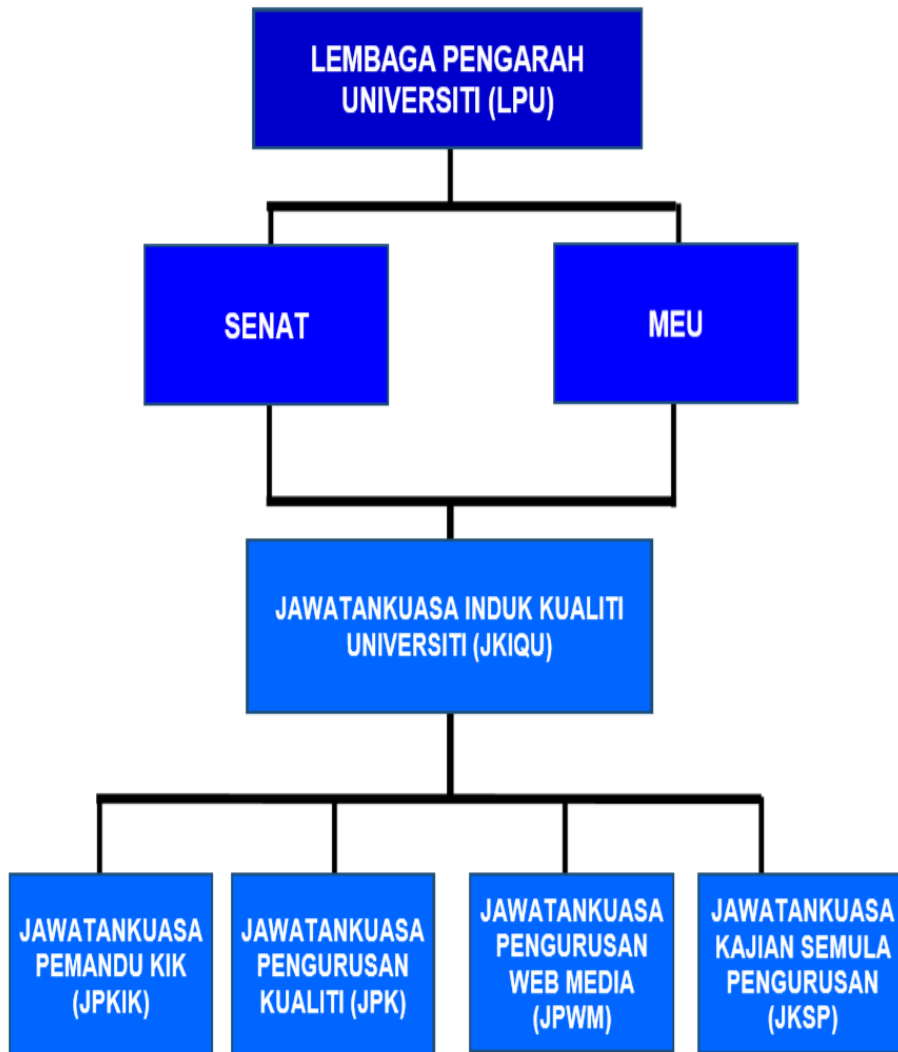 LEMBAGA PENGARAH
UNIVERSITI (LPU)
SENAT
MEU
JAWATANKUASA INDUK KUALITI
UNIVERSITI (JKIQU)
JAWATANKUASA
PEMANDU KIK
(JPKIK)
JAWATANKUASA
PENGURUSAN
KUALITI (JPK)
JAWATANKUASA
PENGURUSAN
WEB MEDIA
(JPWM)
JAWATANKUASA
KAJIAN SEMULA
PENGURUSAN
(JKSP)